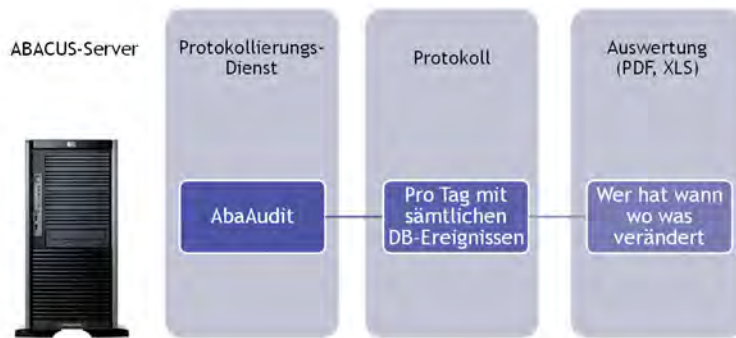 ABACUS-Server
Protokollierungs-
Dienst
Protokoll
Auswertung
(PDF, XLS)
AbaAudit
Pro Tag mit
sämtlichen
DB-Ereignissen
Wer hat wann
wo was
verändert